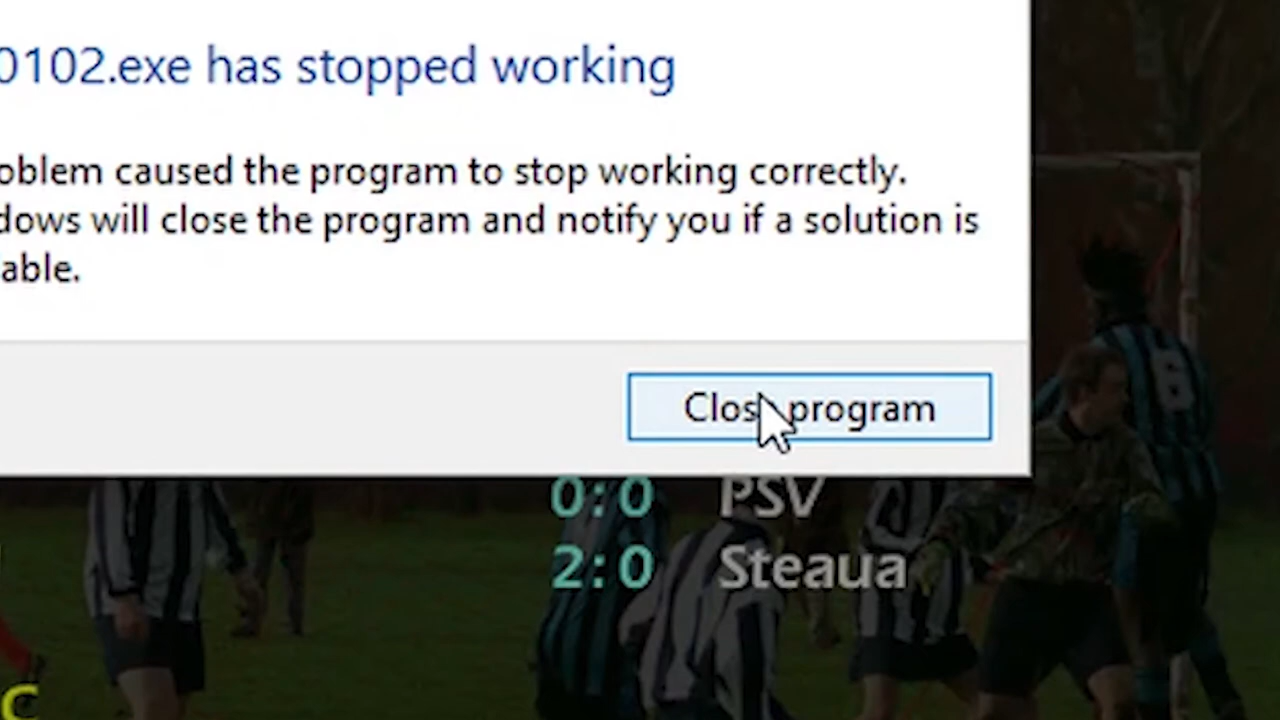 0102.exe has stopped working
oblem caused the program to stop working correctly.
dows will close the program and notify you if a solution is
able.
Close program
0:0 PSV
2:0 Steaua
C